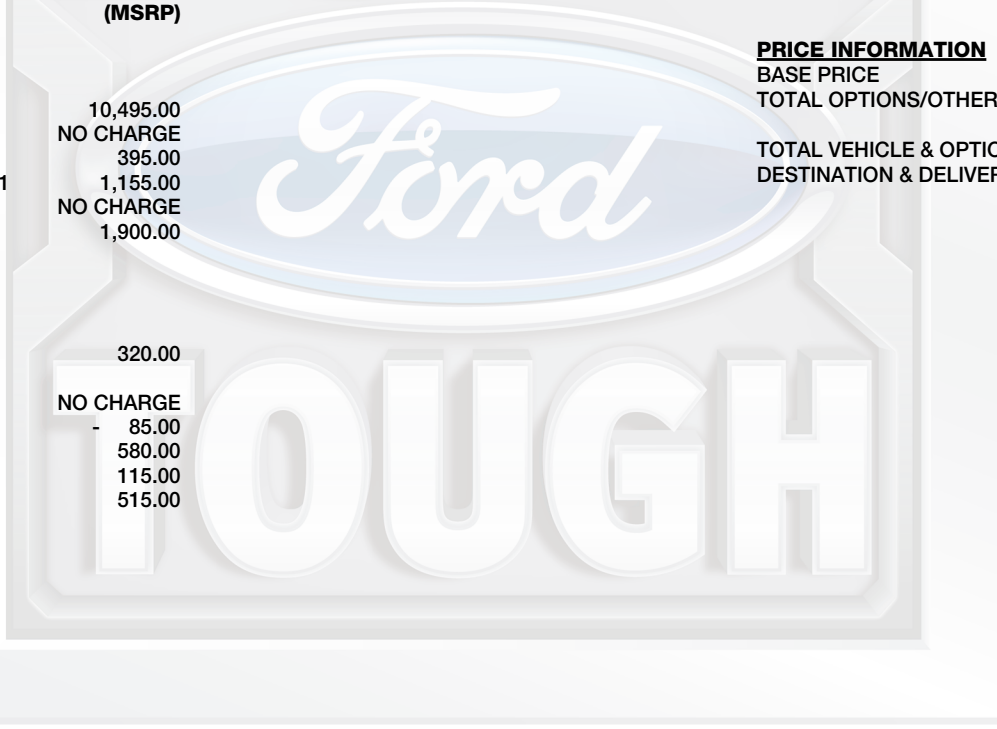 (MSRP)
10,495.00
NO CHARGE
395.00
1 1,155.00
NO CHARGE
1,900.00
320.00
NO CHARGE
- 85.00
580.00
115.00
515.00
PRICE INFORMATION
BASE PRICE
TOTAL OPTIONS/OTHER
TOTAL VEHICLE & OPTIO
DESTINATION & DELIVER
Ford
TOUGH